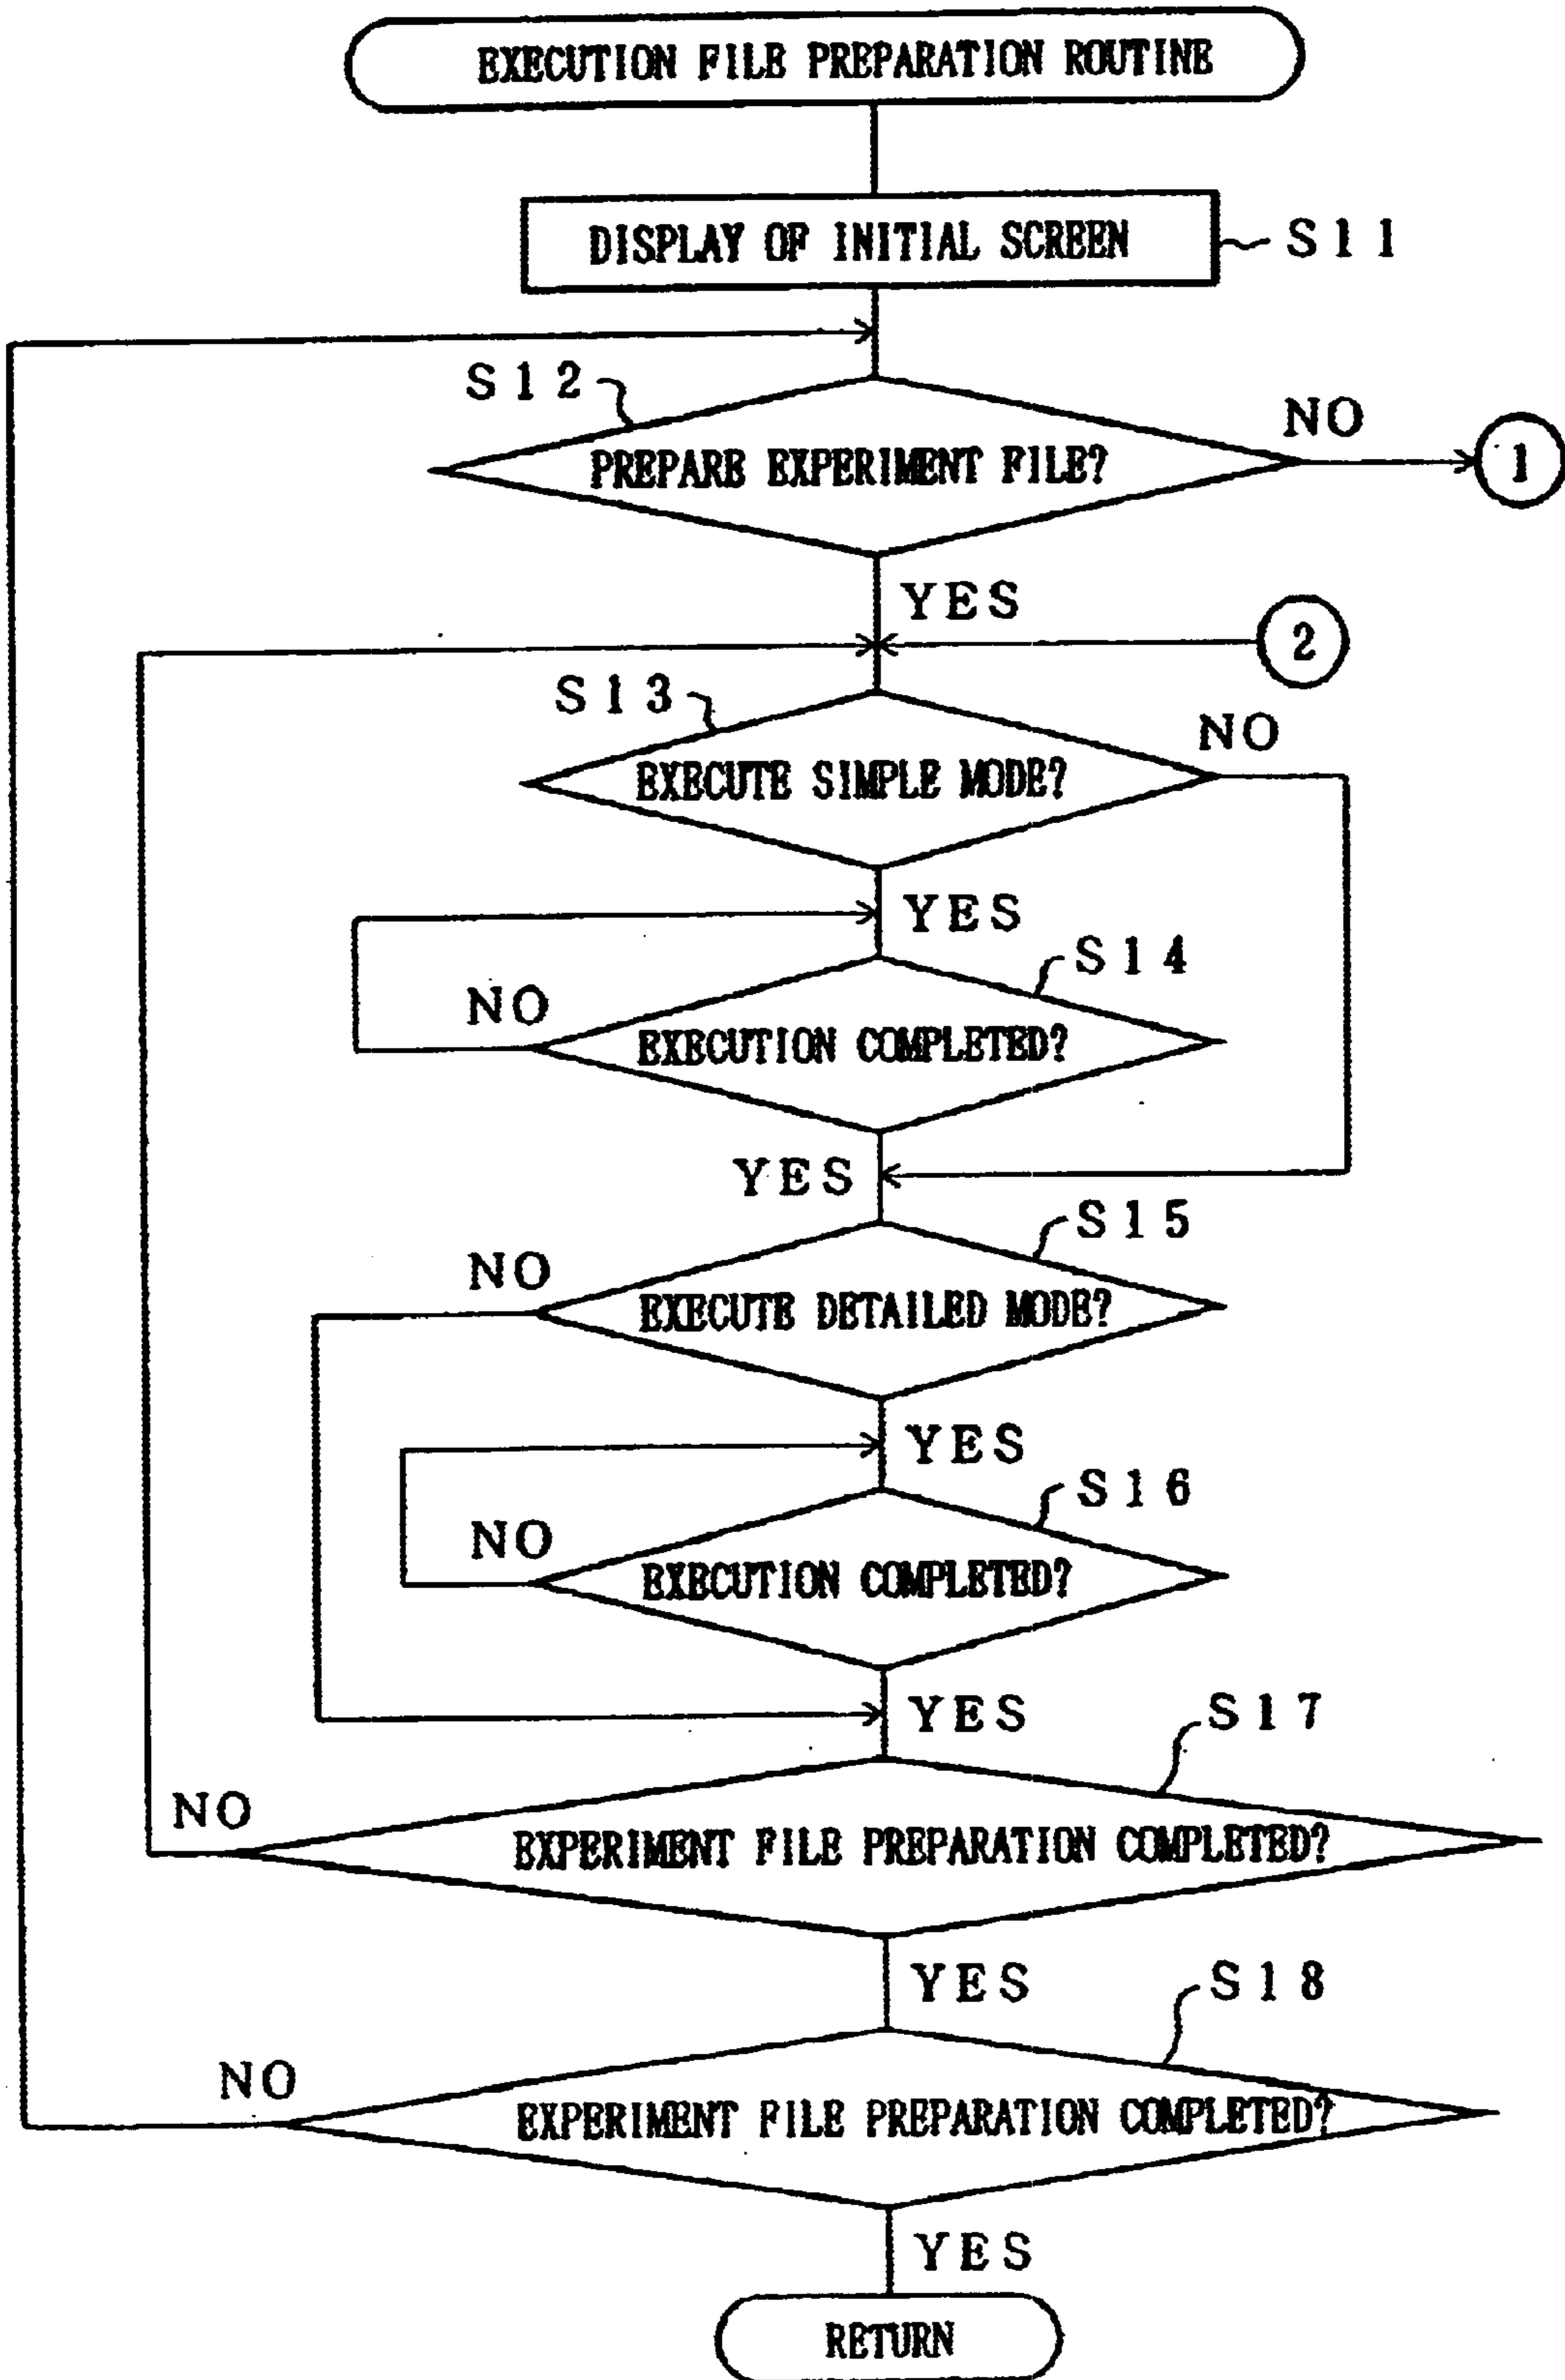 EXECUTION FILE PREPARATION ROUTINE
DISPLAY OF INITIAL SCREEN
S11
S12
PREPARE EXPERIMENT FILE?
NO
1
YES
2
S13
EXECUTE SIMPLE MODE?
NO
YES
S14
NO
EXECUTION COMPLETED?
YES
S15
NO
EXECUTE DETAILED MODE?
YES
S16
NO
EXECUTION COMPLETED?
YES
S17
NO
EXPERIMENT FILE PREPARATION COMPLETED?
YES
S18
NO
EXPERIMENT FILE PREPARATION COMPLETED?
YES
RETURN